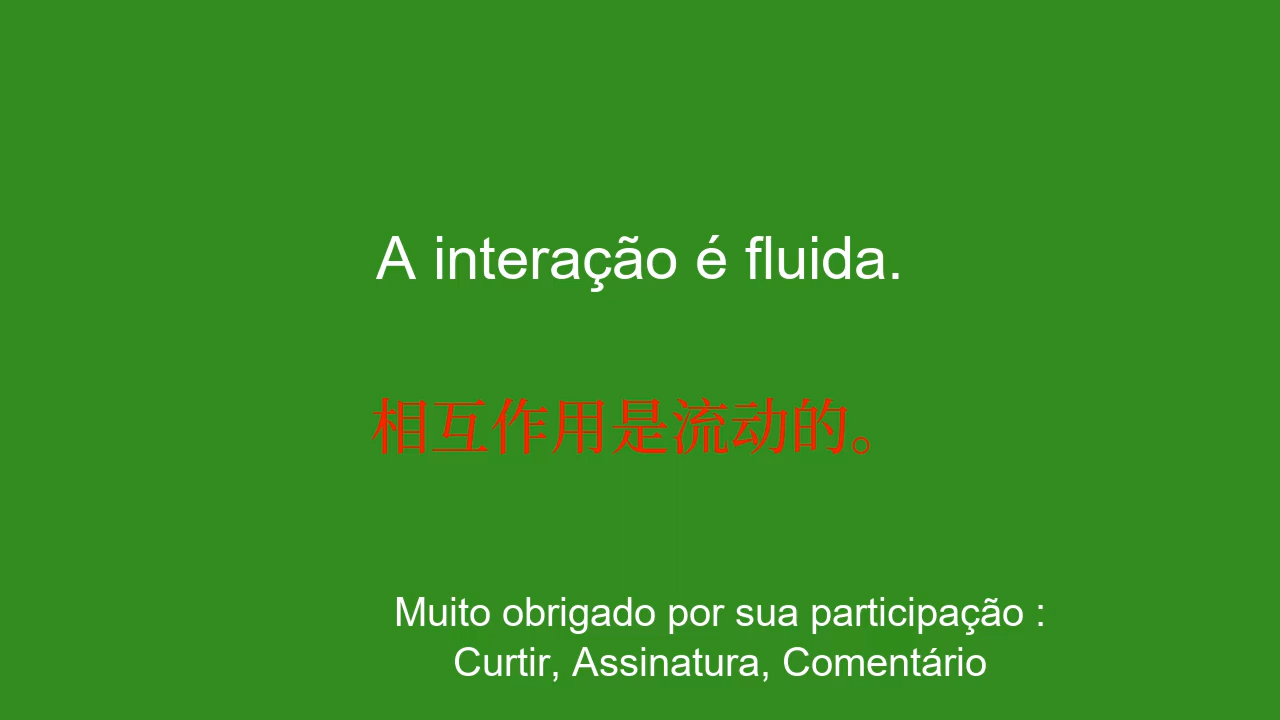 A interação é fluida.
相互作用是流动的。
Muito obrigado por sua participação :
Curtir, Assinatura, Comentário